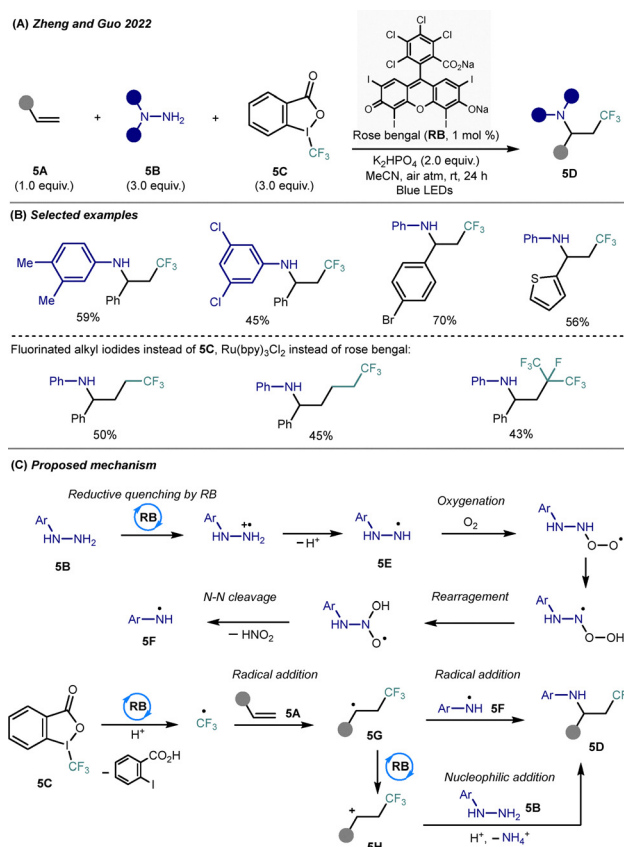 (A) Zheng and Guo 2022
Cl
Cl
Cl
Cl
CO₂Na
I
I
O
O
ONa
I
I
5A
(1.0 equiv.)
+
N
NH₂
5B
(3.0 equiv.)
+
O
O
I
CF₃
5C
(3.0 equiv.)
Rose bengal (RB, 1 mol %)
K₂HPO₄ (2.0 equiv.)
MeCN, air atm, rt, 24 h
Blue LEDs
N
CF₃
5D
(B) Selected examples
Me
Me
NH
CF₃
Ph
59%
Cl
Cl
NH
CF₃
Ph
45%
Ph
NH
CF₃
Br
70%
Ph
NH
CF₃
S
56%
Fluorinated alkyl iodides instead of 5C, Ru(bpy)₃Cl₂ instead of rose bengal:
Ph
NH
CF₃
Ph
50%
Ph
NH
CF₃
Ph
45%
Ph
NH
F₃C
F
CF₃
Ph
43%
(C) Proposed mechanism
Reductive quenching by RB
Ar
HN–NH₂
5B
RB
Ar
HN–NH₂
+•
– H⁺
Ar
HN–NH
•
5E
Oxygenation
O₂
Ar
HN–NH
O–O•
Ar–NH
•
5F
N-N cleavage
– HNO₂
Ar
HN–N
OH
O•
Rearragement
Ar
HN–N
•
O–OH
O
O
I
CF₃
5C
RB
H⁺
–
CO₂H
I
•
CF₃
Radical addition
5A
•
CF₃
5G
Radical addition
Ar–NH
•
5F
Ar
NH
5D
RB
+
CF₃
5H
Nucleophilic addition
Ar
HN–NH₂
5B
H⁺, – NH₄⁺